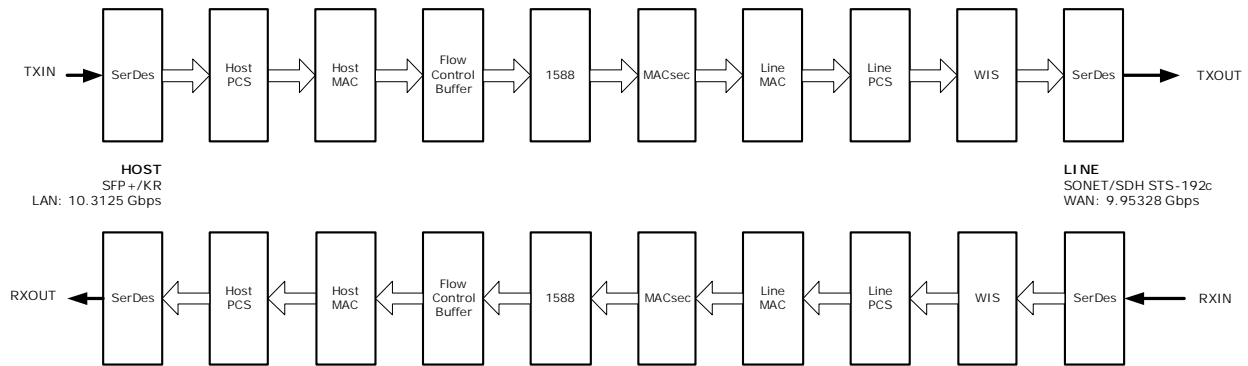 TXIN
SerDes
Host
PCS
Host
MAC
Flow
Control
Buffer
1588
MACsec
Line
MAC
Line
PCS
WIS
SerDes
TXOUT
HOST
SFP+/KR
LAN: 10.3125 Gbps
LINE
SONET/SDH STS-192c
WAN: 9.95328 Gbps
RXOUT
SerDes
Host
PCS
Host
MAC
Flow
Control
Buffer
1588
MACsec
Line
MAC
Line
PCS
WIS
SerDes
RXIN